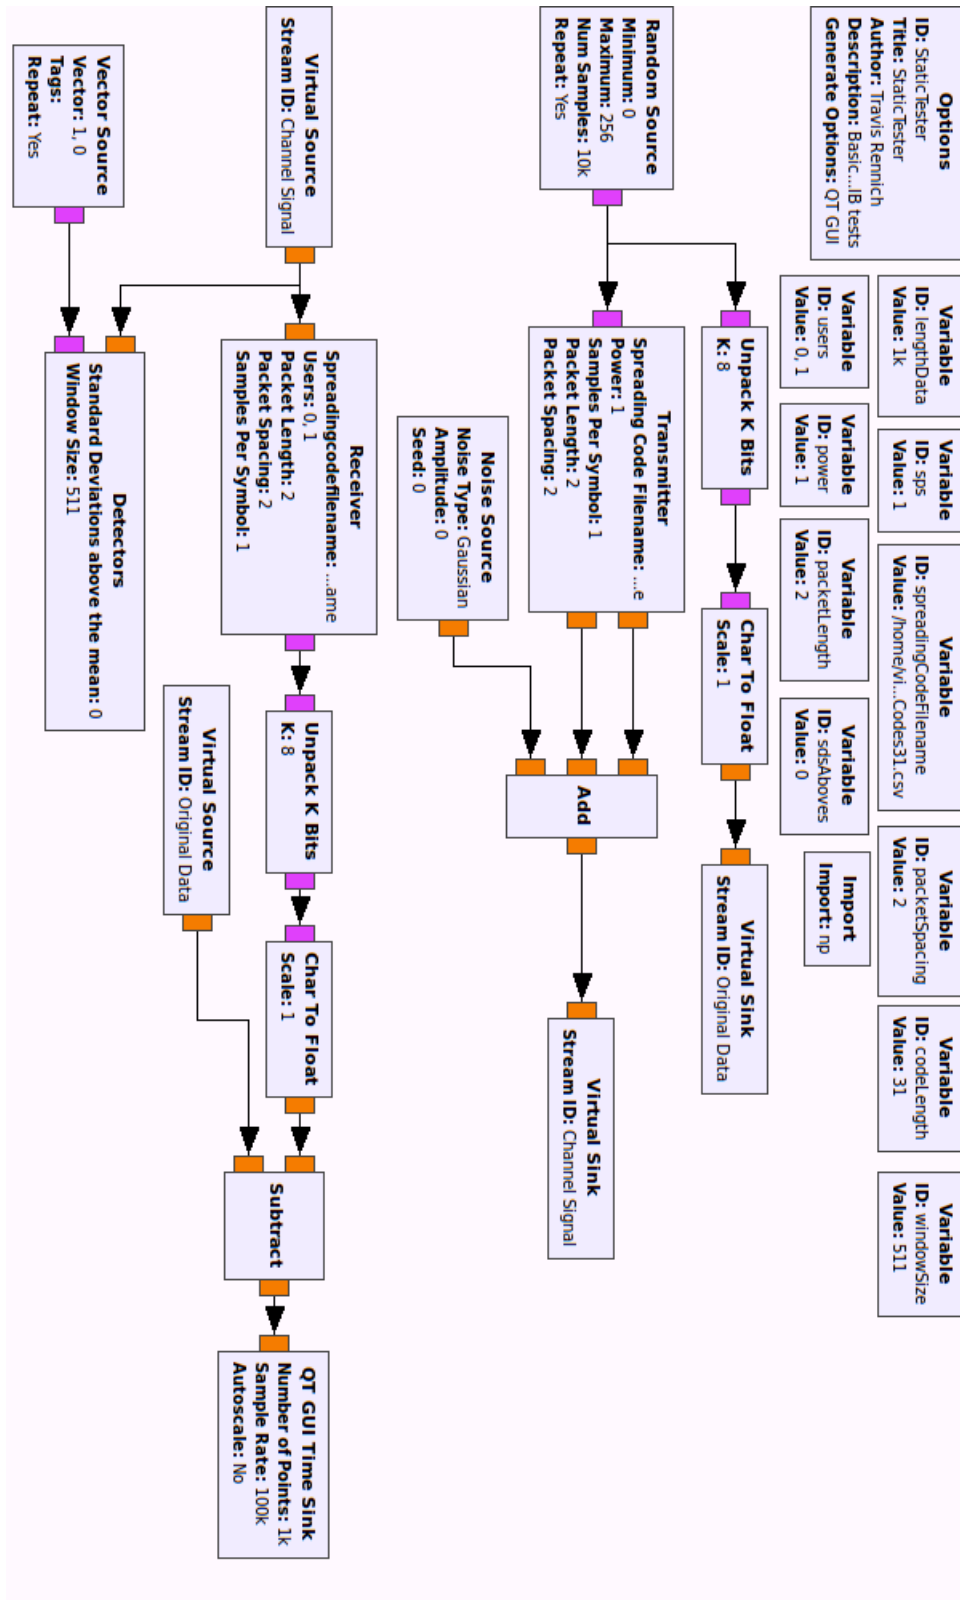 Options
ID: StaticTester
Title: StaticTester
Author: Travis Rennich
Description: Basic...IB tests
Generate Options: QT GUI
Variable
ID: lengthData
Value: 1k
Variable
ID: sps
Value: 1
Variable
ID: spreadingCodeFilename
Value: /home/vi...Codes31.csv
Variable
ID: packetSpacing
Value: 2
Variable
ID: codeLength
Value: 31
Variable
ID: windowSize
Value: 511
Variable
ID: users
Value: 0, 1
Variable
ID: power
Value: 1
Variable
ID: packetLength
Value: 2
Variable
ID: sdsAboves
Value: 0
Import
Import: np
Random Source
Minimum: 0
Maximum: 256
Num Samples: 10k
Repeat: Yes
Unpack K Bits
K: 8
Char To Float
Scale: 1
Virtual Sink
Stream ID: Original Data
Transmitter
Spreading Code Filename: ...e
Power: 1
Samples Per Symbol: 1
Packet Length: 2
Packet Spacing: 2
Noise Source
Noise Type: Gaussian
Amplitude: 0
Seed: 0
Add
Virtual Sink
Stream ID: Channel Signal
Virtual Source
Stream ID: Channel Signal
Receiver
Spreadingcodefilename: ...ame
Users: 0, 1
Packet Length: 2
Packet Spacing: 2
Samples Per Symbol: 1
Unpack K Bits
K: 8
Char To Float
Scale: 1
Virtual Source
Stream ID: Original Data
Subtract
QT GUI Time Sink
Number of Points: 1k
Sample Rate: 100k
Autoscale: No
Vector Source
Vector: 1, 0
Tags:
Repeat: Yes
Detectors
Standard Deviations above the mean: 0
Window Size: 511